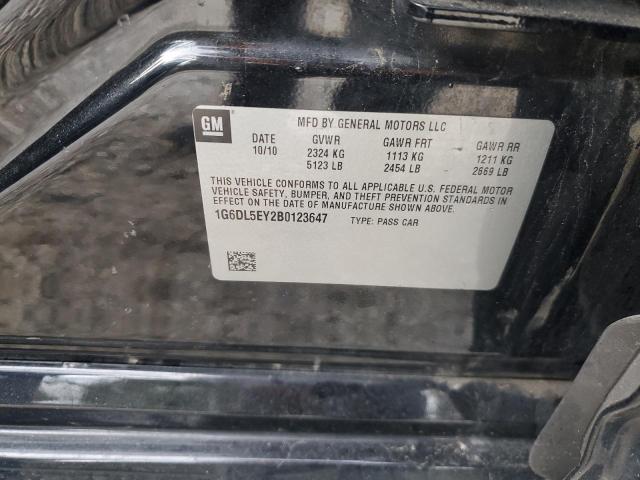 GM
MFD BY GENERAL MOTORS LLC
DATE GVWR GAWR FRT GAWR RR
10/10 2324 KG 1113 KG 1211 KG
5123 LB 2454 LB 2669 LB
THIS VEHICLE CONFORMS TO ALL APPLICABLE U.S. FEDERAL MOTOR
VEHICLE SAFETY, BUMPER, AND THEFT PREVENTION STANDARDS IN
EFFECT ON THE DATE OF MANUFACTURE SHOWN ABOVE.
1G6DL5EY2B0123647 TYPE: PASS CAR